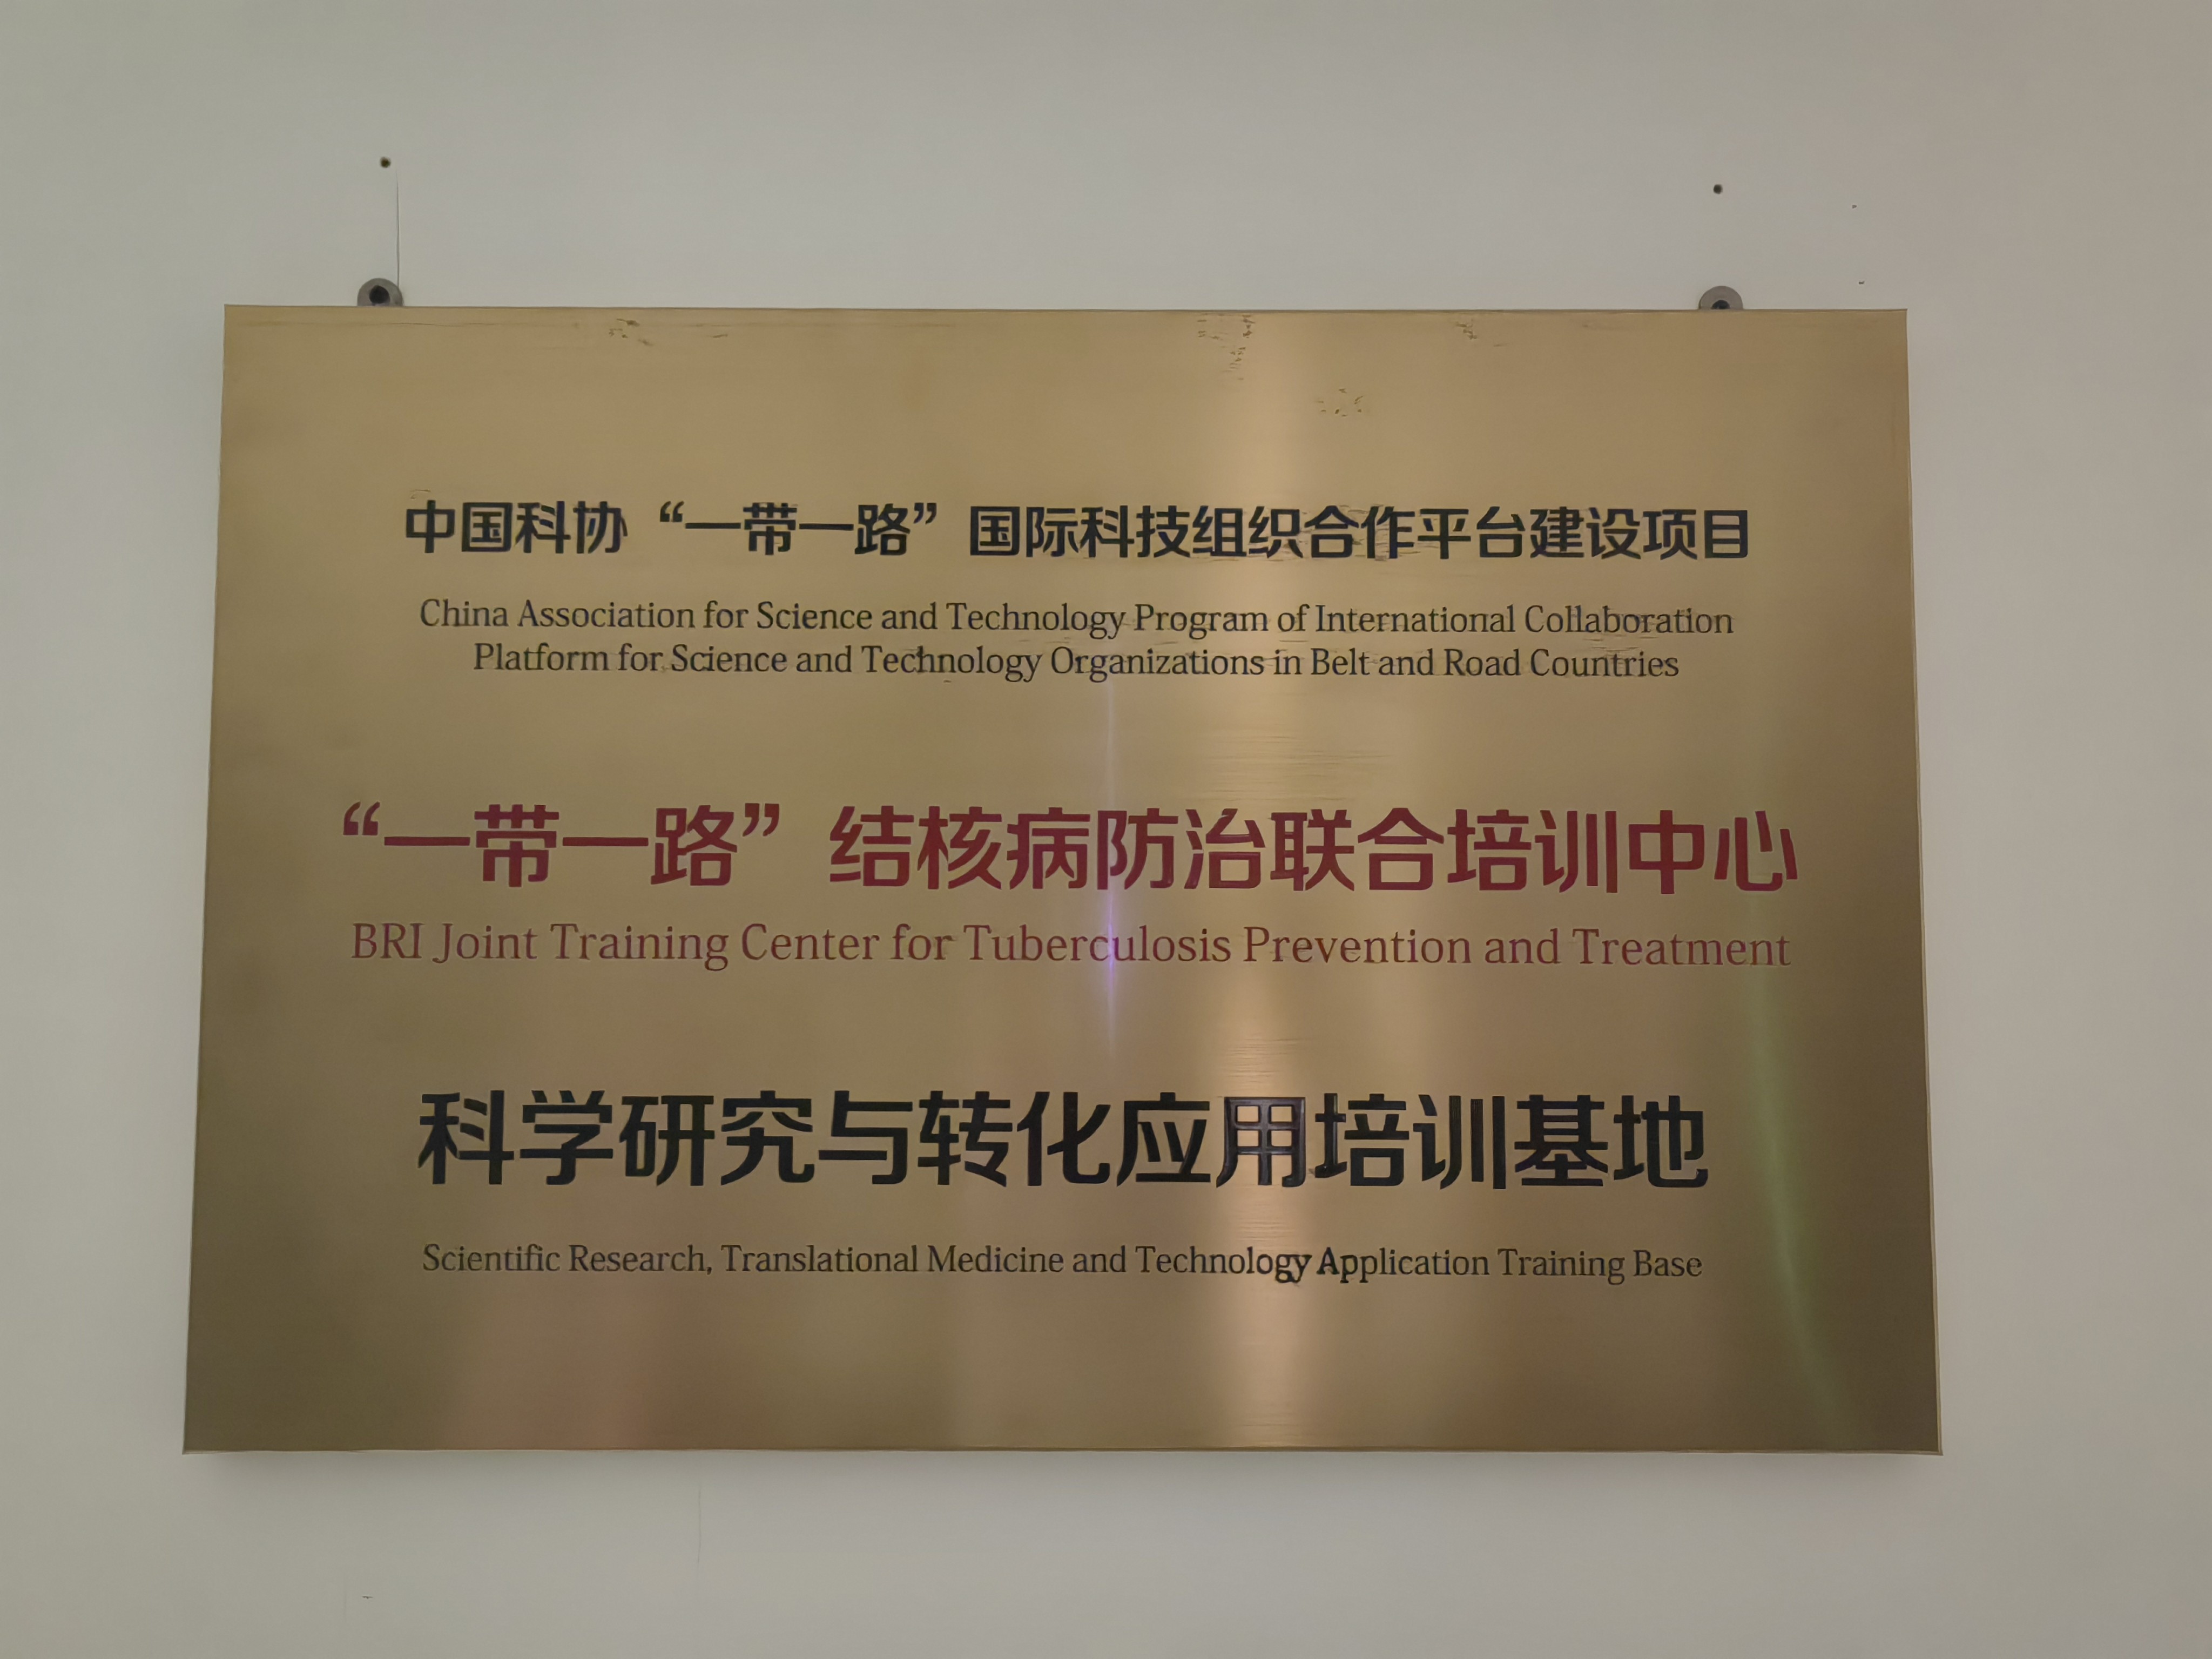 中国科协“一带一路”国际科技组织合作平台建设项目
China Association for Science and Technology Program of International Collaboration
Platform for Science and Technology Organizations in Belt and Road Countries
“一带一路”结核病防治联合培训中心
BRI Joint Training Center for Tuberculosis Prevention and Treatment
科学研究与转化应用培训基地
Scientific Research, Translational Medicine and Technology Application Training Base